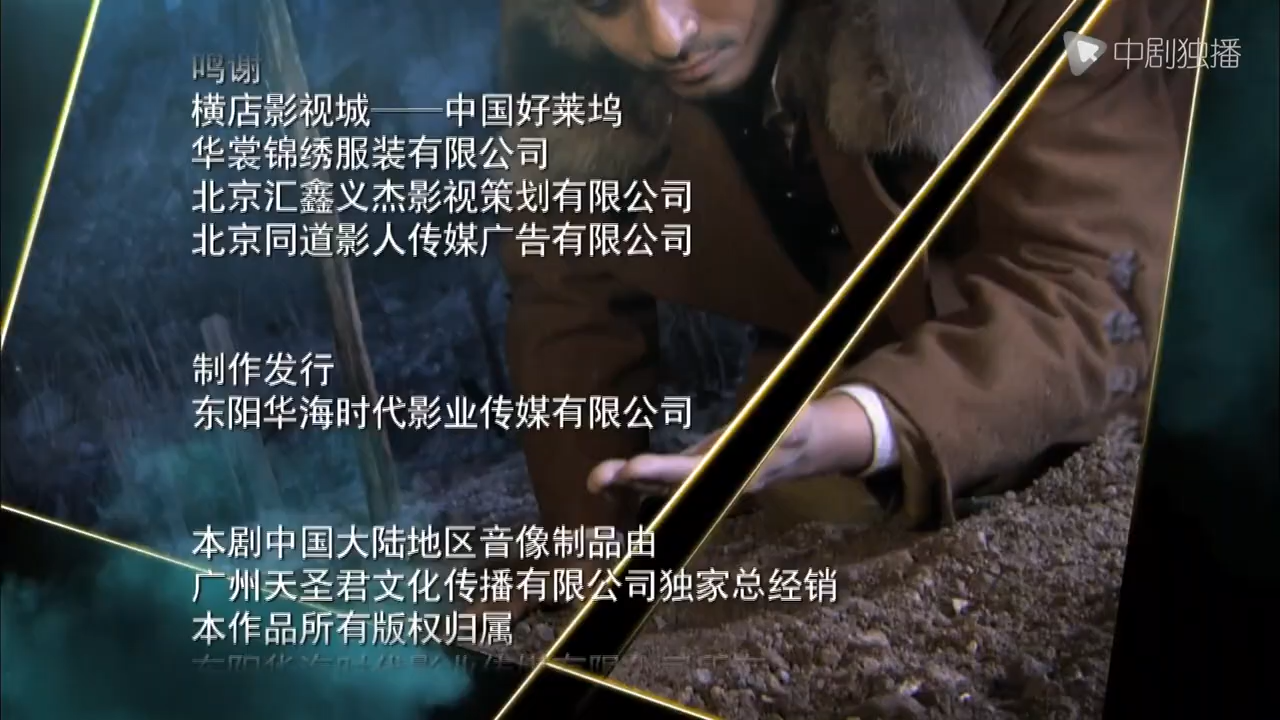 中剧独播
鸣谢
横店影视城——中国好莱坞
华裳锦绣服装有限公司
北京汇鑫义杰影视策划有限公司
北京同道影人传媒广告有限公司
制作发行
东阳华海时代影业传媒有限公司
本剧中国大陆地区音像制品由
广州天圣君文化传播有限公司独家总经销
本作品所有版权归属